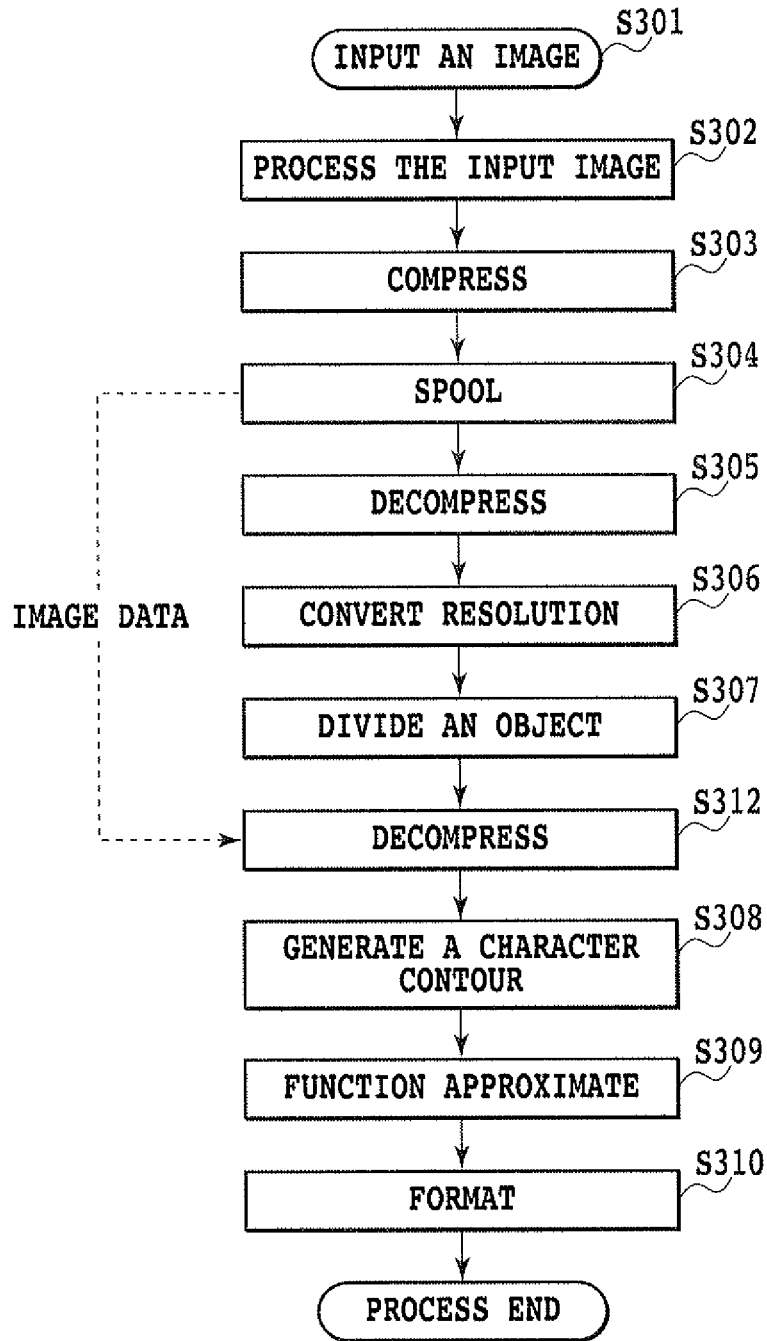 S301
INPUT AN IMAGE
S302
PROCESS THE INPUT IMAGE
S303
COMPRESS
S304
SPOOL
S305
DECOMPRESS
S306
CONVERT RESOLUTION
IMAGE DATA
S307
DIVIDE AN OBJECT
S312
DECOMPRESS
S308
GENERATE A CHARACTER
CONTOUR
S309
FUNCTION APPROXIMATE
S310
FORMAT
PROCESS END